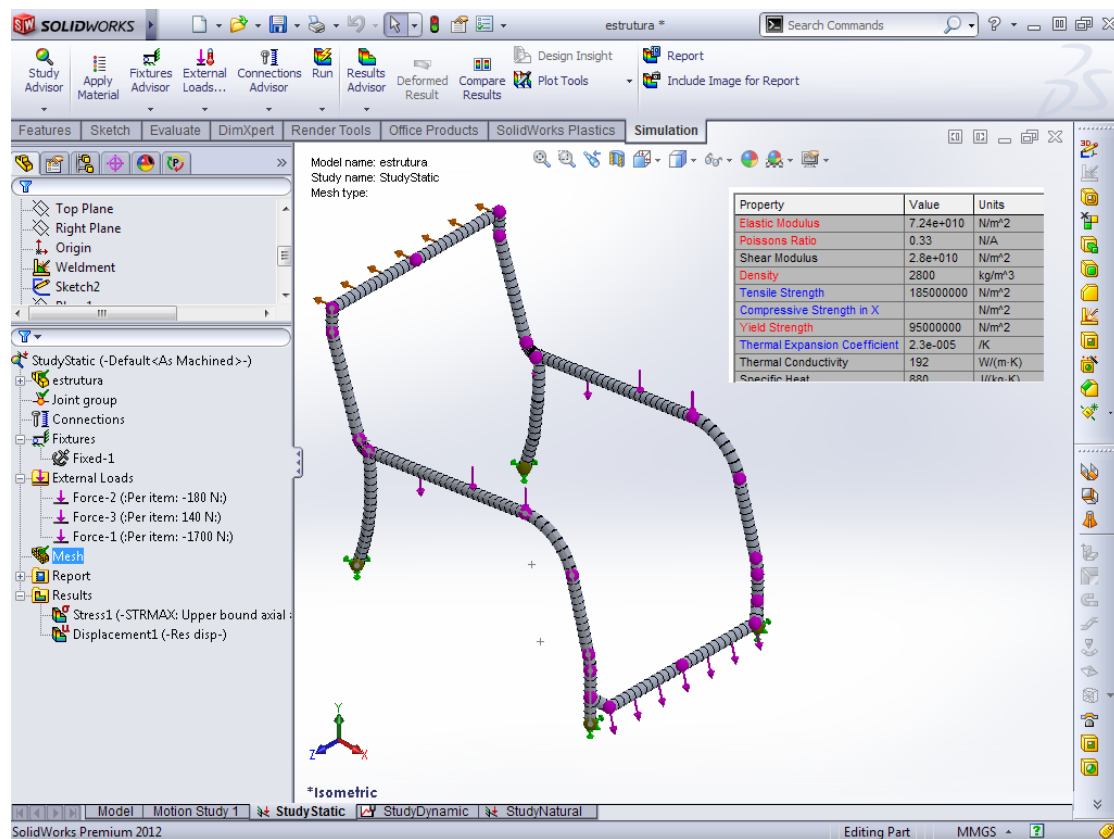 SOLIDWORKS
estrutura *
Search Commands
Study Advisor
Apply Material
Fixtures Advisor
External Loads...
Connections Advisor
Run
Results Advisor
Deformed Result
Compare Results
Design Insight
Plot Tools
Report
Include Image for Report
Features
Sketch
Evaluate
DimXpert
Render Tools
Office Products
SolidWorks Plastics
Simulation
Top Plane
Right Plane
Origin
Weldment
Sketch2
StudyStatic (-Default<As Machined>-)
estrutura
Joint group
Connections
Fixtures
Fixed-1
External Loads
Force-2 (:Per item: -180 N:)
Force-3 (:Per item: 140 N:)
Force-1 (:Per item: -1700 N:)
Mesh
Report
Results
Stress1 (-STRMAX: Upper bound axial
Displacement1 (-Res disp-)
Model name: estrutura
Study name: StudyStatic
Mesh type:
Property Value Units
Elastic Modulus 7.24e+010 N/m^2
Poissons Ratio 0.33 N/A
Shear Modulus 2.8e+010 N/m^2
Density 2800 kg/m^3
Tensile Strength 185000000 N/m^2
Compressive Strength in X N/m^2
Yield Strength 95000000 N/m^2
Thermal Expansion Coefficient 2.3e-005 /K
Thermal Conductivity 192 W/(m·K)
Specific Heat 880 J/(kg·K)
Y
Z
X
*Isometric
Model
Motion Study 1
StudyStatic
StudyDynamic
StudyNatural
SolidWorks Premium 2012
Editing Part
MMGS